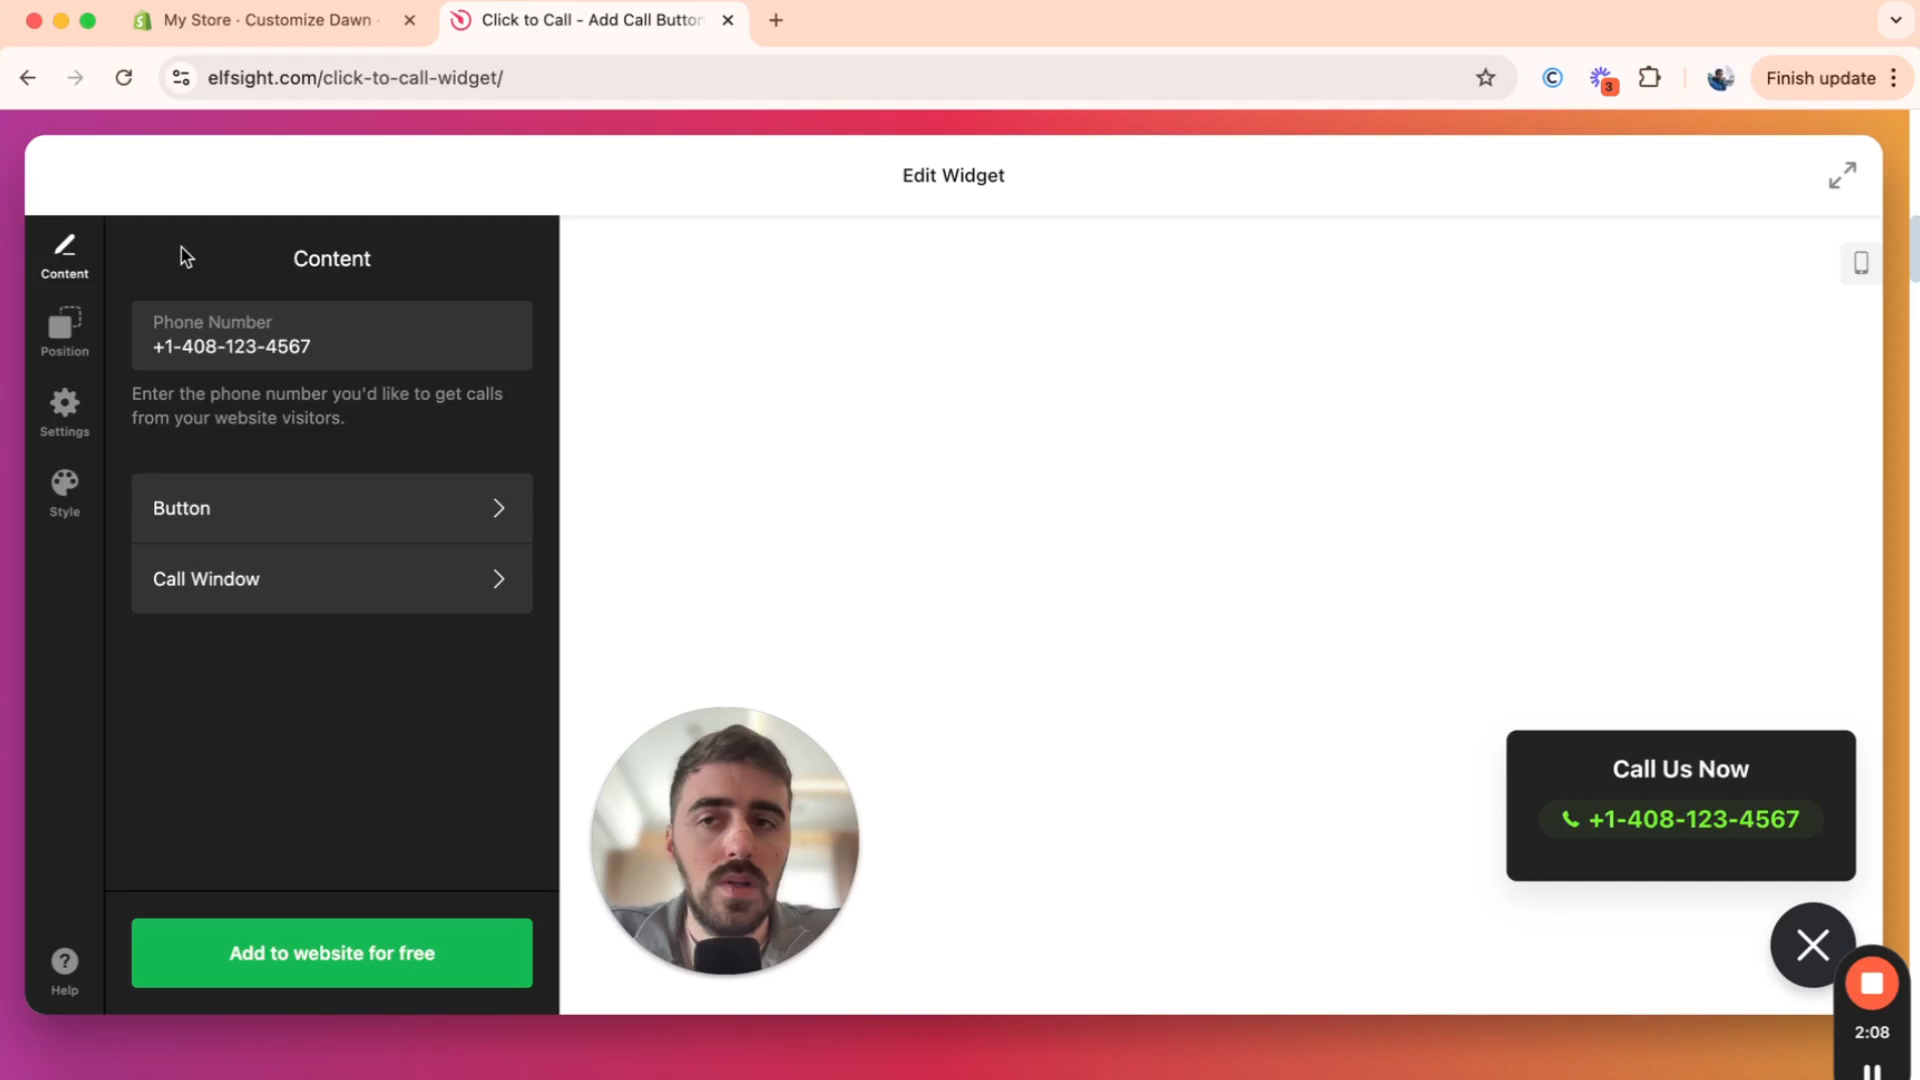 My Store · Customize Dawn ·
Click to Call - Add Call Button
elfsight.com/click-to-call-widget/
3
Finish update
Edit Widget
Content
Content
Phone Number
+1-408-123-4567
Position
Enter the phone number you'd like to get calls
from your website visitors.
Settings
Button
Style
Call Window
Call Us Now
+1-408-123-4567
Add to website for free
Help
2:08